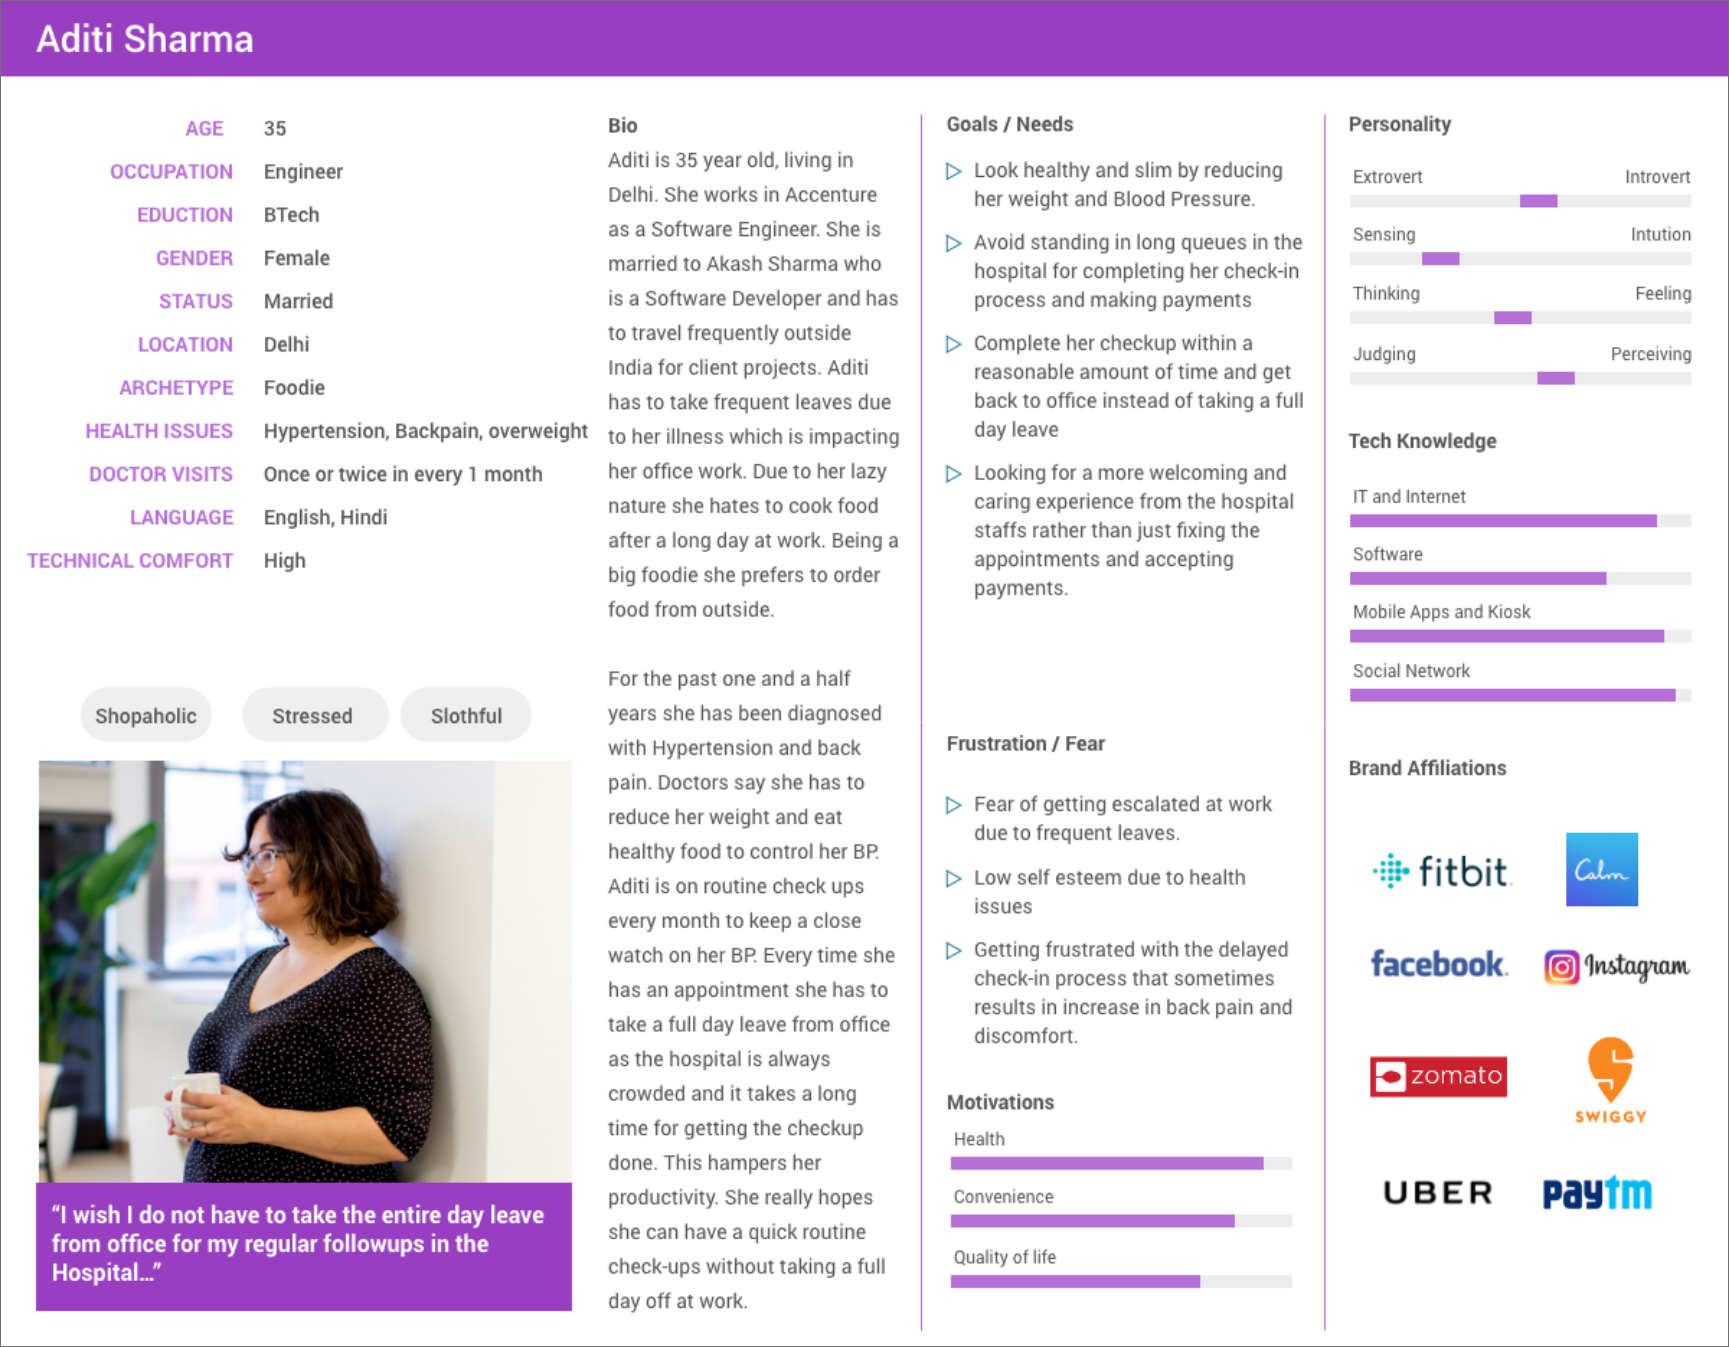 Aditi Sharma
AGE 35
OCCUPATION Engineer
EDUCTION BTech
GENDER Female
STATUS Married
LOCATION Delhi
ARCHETYPE Foodie
HEALTH ISSUES Hypertension, Backpain, overweight
DOCTOR VISITS Once or twice in every 1 month
LANGUAGE English, Hindi
TECHNICAL COMFORT High
Shopaholic Stressed Slothful
“I wish I do not have to take the entire day leave
from office for my regular followups in the
Hospital...”
Bio
Aditi is 35 year old, living in
Delhi. She works in Accenture
as a Software Engineer. She is
married to Akash Sharma who
is a Software Developer and has
to travel frequently outside
India for client projects. Aditi
has to take frequent leaves due
to her illness which is impacting
her office work. Due to her lazy
nature she hates to cook food
after a long day at work. Being a
big foodie she prefers to order
food from outside.
For the past one and a half
years she has been diagnosed
with Hypertension and back
pain. Doctors say she has to
reduce her weight and eat
healthy food to control her BP.
Aditi is on routine check ups
every month to keep a close
watch on her BP. Every time she
has an appointment she has to
take a full day leave from office
as the hospital is always
crowded and it takes a long
time for getting the checkup
done. This hampers her
productivity. She really hopes
she can have a quick routine
check-ups without taking a full
day off at work.
Goals / Needs
Look healthy and slim by reducing
her weight and Blood Pressure.
Avoid standing in long queues in the
hospital for completing her check-in
process and making payments
Complete her checkup within a
reasonable amount of time and get
back to office instead of taking a full
day leave
Looking for a more welcoming and
caring experience from the hospital
staffs rather than just fixing the
appointments and accepting
payments.
Frustration / Fear
Fear of getting escalated at work
due to frequent leaves.
Low self esteem due to health
issues
Getting frustrated with the delayed
check-in process that sometimes
results in increase in back pain and
discomfort.
Motivations
Health
Convenience
Quality of life
Personality
Extrovert Introvert
Sensing Intution
Thinking Feeling
Judging Perceiving
Tech Knowledge
IT and Internet
Software
Mobile Apps and Kiosk
Social Network
Brand Affiliations
fitbit Calm
facebook Instagram
zomato SWIGGY
UBER paytm